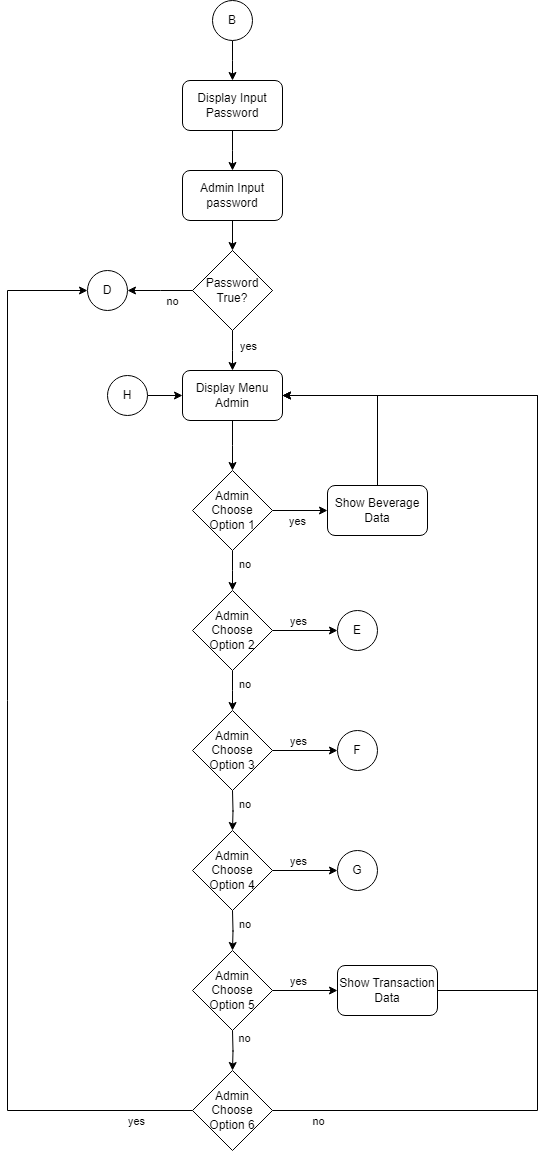 B
Display Input
Password
Admin Input
password
Password
True?
D
no
yes
H
Display Menu
Admin
Admin
Choose
Option 1
yes
Show Beverage
Data
no
Admin
Choose
Option 2
yes
E
no
Admin
Choose
Option 3
yes
F
no
Admin
Choose
Option 4
yes
G
no
Admin
Choose
Option 5
yes
Show Transaction
Data
no
Admin
Choose
Option 6
yes
no